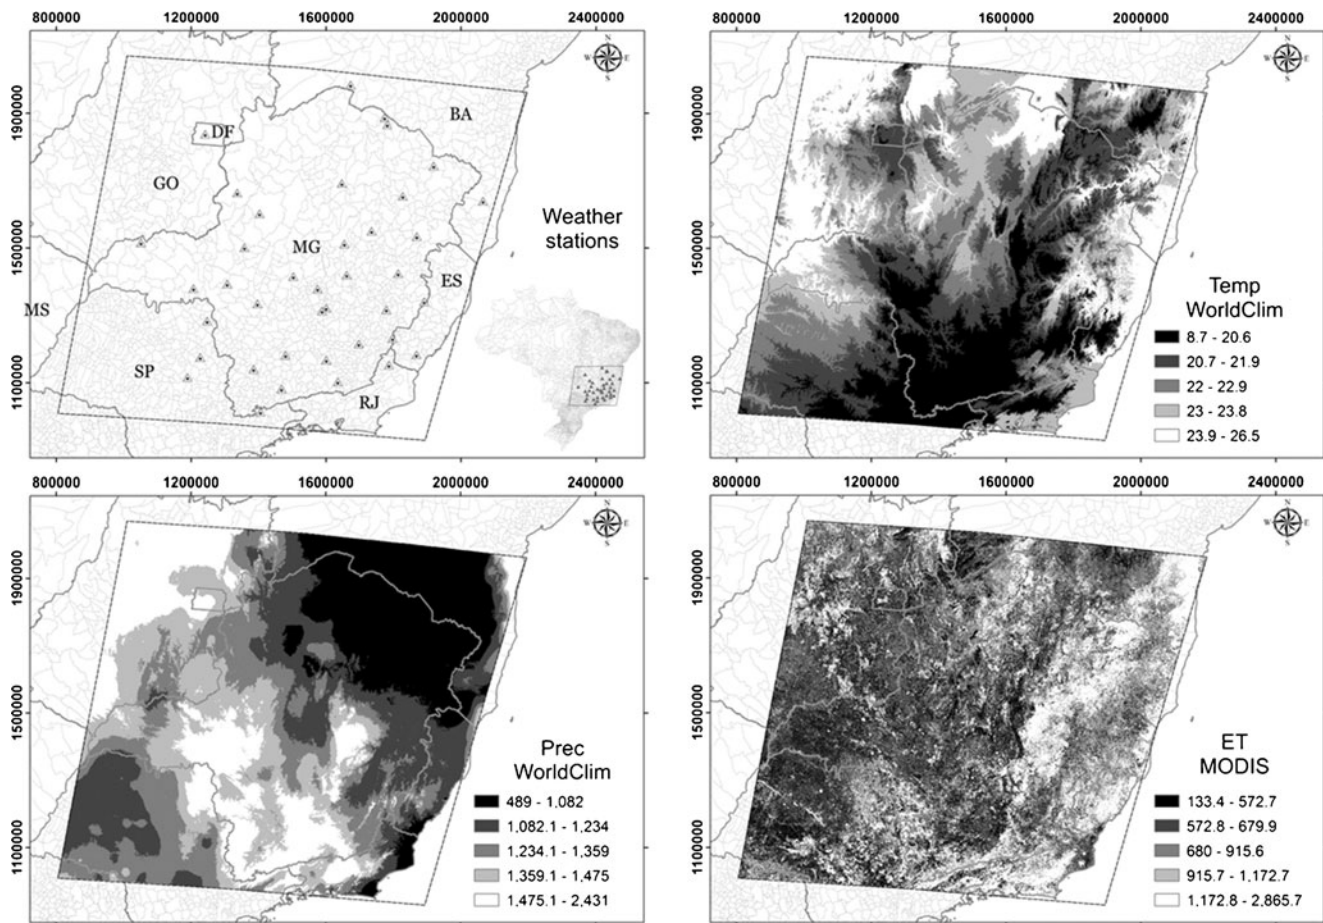 800000 1200000 1600000 2000000 2400000
1900000
1500000
1100000
N
W E
S
BA
DF
GO
MG
ES
MS
SP
RJ
Weather
stations
800000 1200000 1600000 2000000 2400000
1900000
1500000
1100000
N
W E
S
Temp
WorldClim
8.7 - 20.6
20.7 - 21.9
22 - 22.9
23 - 23.8
23.9 - 26.5
800000 1200000 1600000 2000000 2400000
1900000
1500000
1100000
N
W E
S
Prec
WorldClim
489 - 1.082
1,082.1 - 1,234
1,234.1 - 1,359
1,359.1 - 1,475
1,475.1 - 2,431
800000 1200000 1600000 2000000 2400000
1900000
1500000
1100000
N
W E
S
ET
MODIS
133.4 - 572.7
572.8 - 679.9
680 - 915.6
915.7 - 1,172.7
1,172.8 - 2,865.7